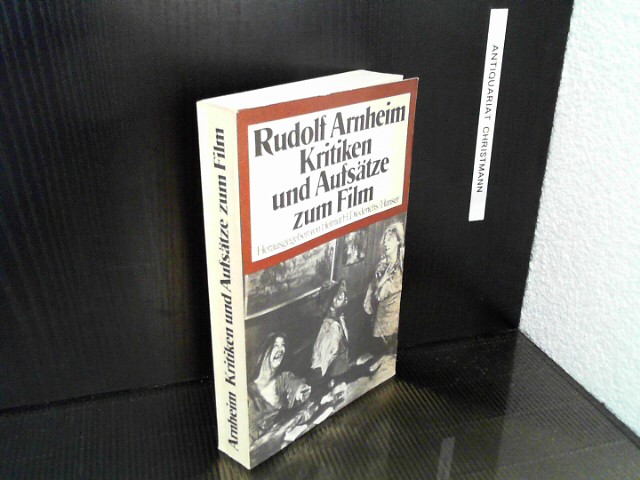 Rudolf Arnheim
Kritiken
und Aufsätze
zum Film
Herausgegeben von Helmut H. Diederichs/Hanser
Arnheim Kritiken und Aufsätze zum Film
ANTIQUARIAT CHRISTMANN